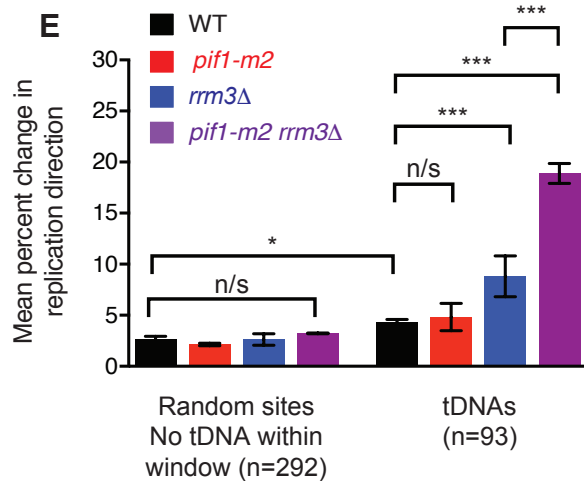 E
WT
pif1-m2
rrm3Δ
pif1-m2 rrm3Δ
Mean percent change in
replication direction
30
25
20
15
10
5
0
n/s
*
n/s
***
***
***
Random sites
No tDNA within
window (n=292)
tDNAs
(n=93)